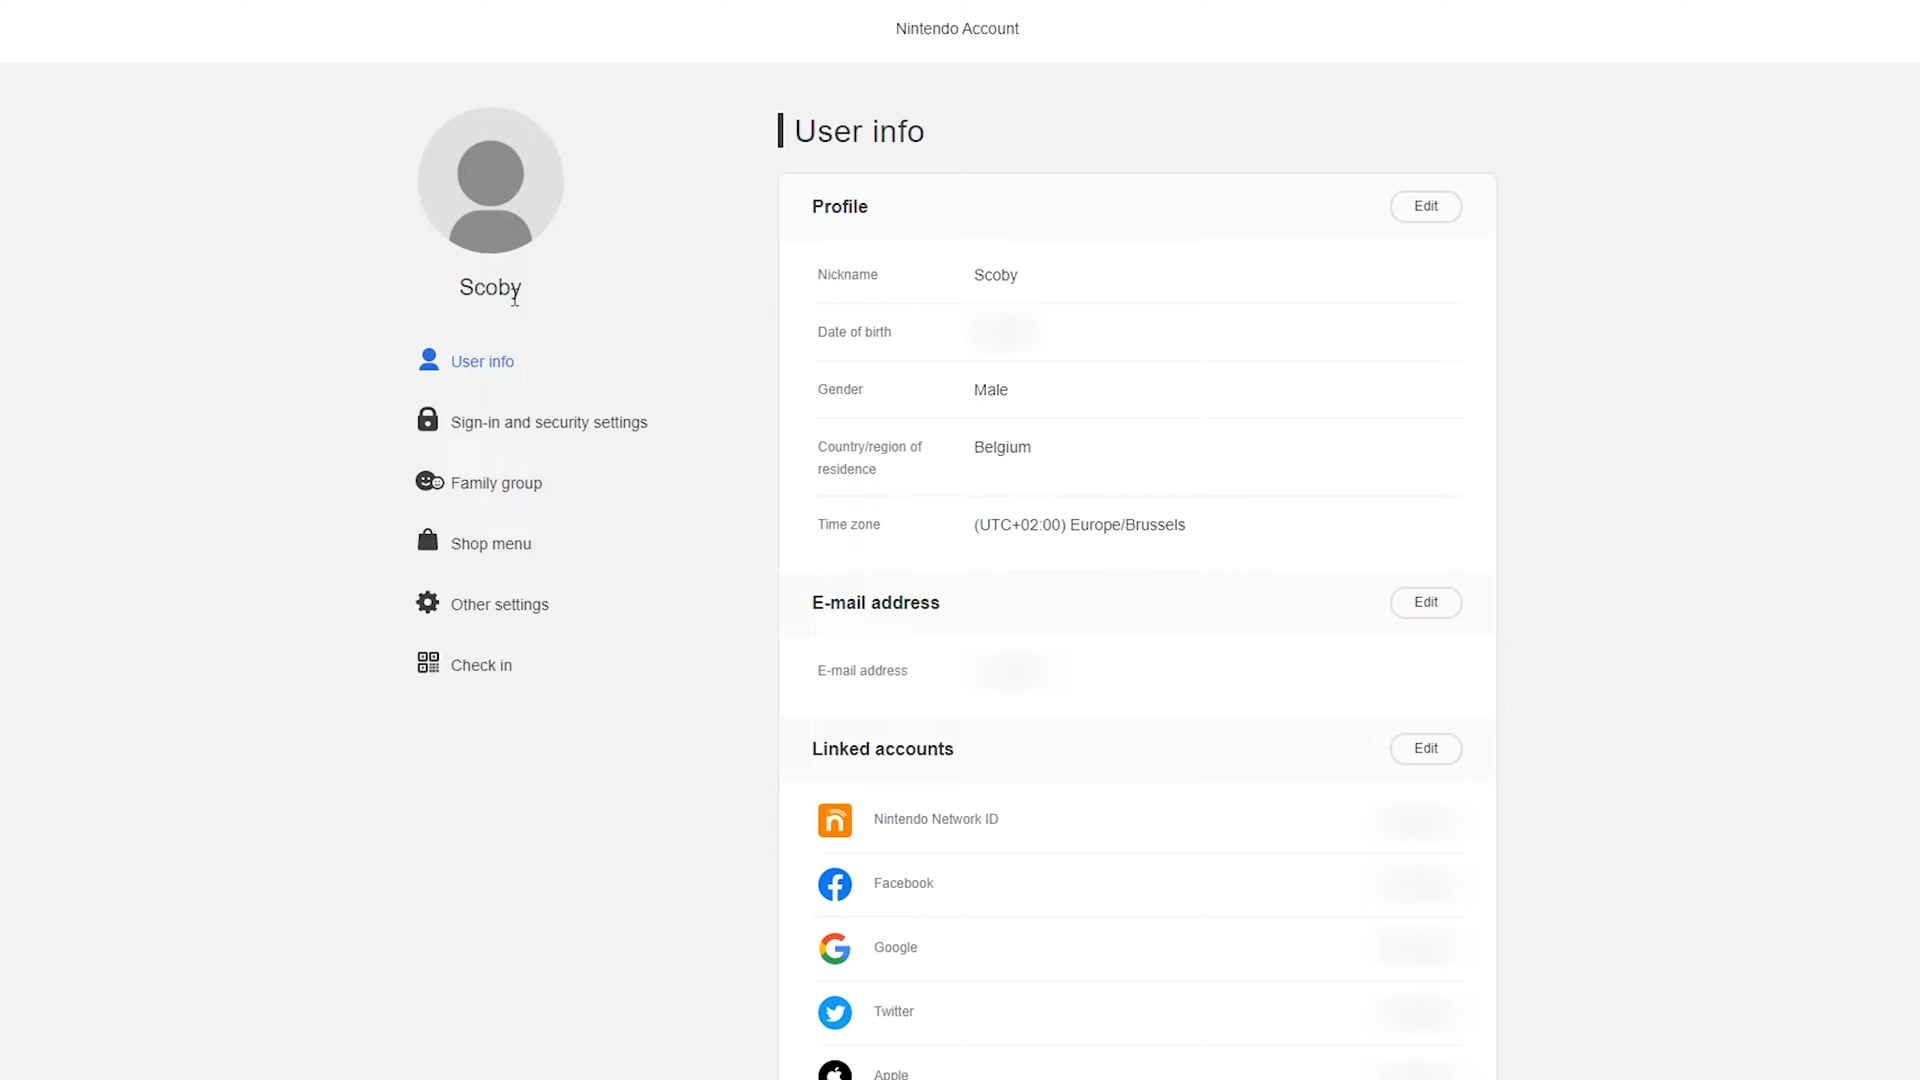 Nintendo Account
Scoby
User info
Sign-in and security settings
Family group
Shop menu
Other settings
Check in
User info
Profile
Edit
Nickname
Scoby
Date of birth
Gender
Male
Country/region of
residence
Belgium
Time zone
(UTC+02:00) Europe/Brussels
E-mail address
Edit
E-mail address
Linked accounts
Edit
Nintendo Network ID
Facebook
Google
Twitter
Apple